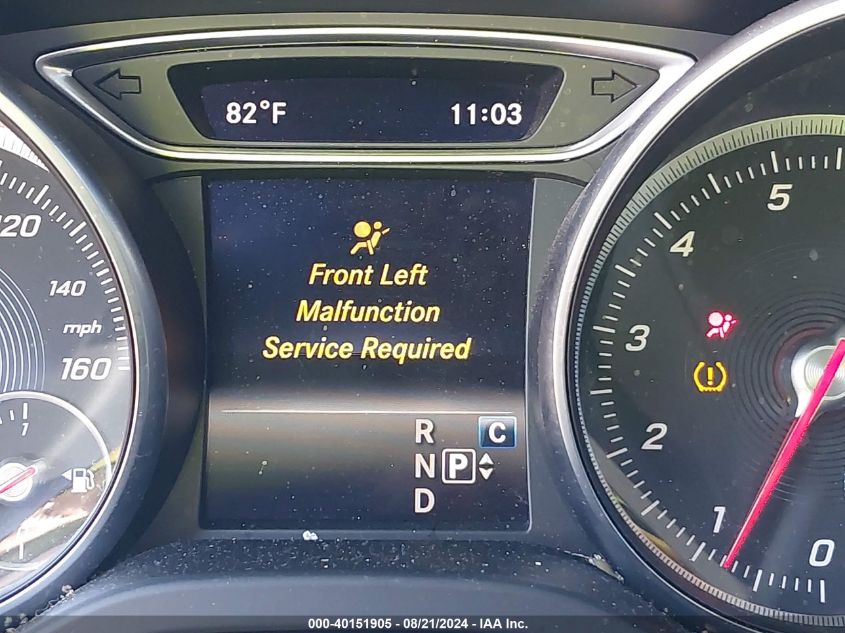 82°F 11:03
Front Left
Malfunction
Service Required
R C
N P
D
120
140
mph
160
1
5
4
3
2
1
0
000-40151905 - 08/21/2024 - IAA Inc.